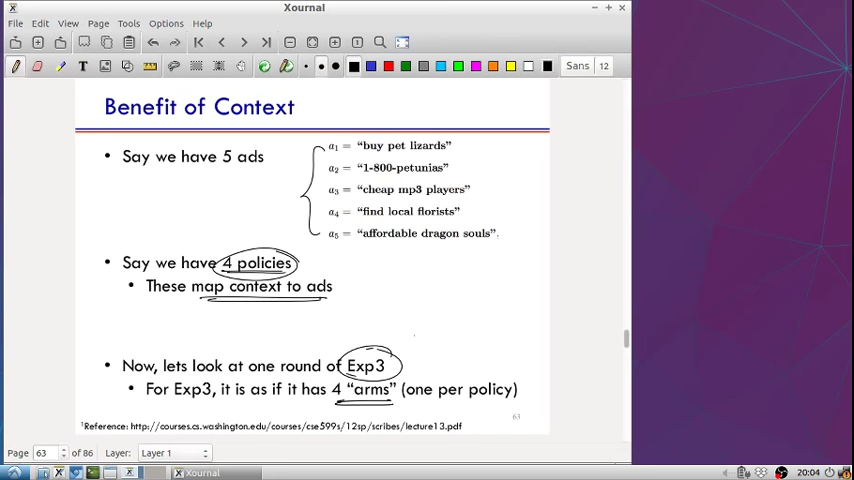 Xournal
File Edit View Page Tools Options Help
Sans 12
Benefit of Context
• Say we have 5 ads
a1 = “buy pet lizards”
a2 = “1-800-petunias”
a3 = “cheap mp3 players”
a4 = “find local florists”
a5 = “affordable dragon souls”.
• Say we have 4 policies
• These map context to ads
• Now, lets look at one round of Exp3
• For Exp3, it is as if it has 4 “arms” (one per policy)
63
1Reference: http://courses.cs.washington.edu/courses/cse599s/12sp/scribes/lecture13.pdf
Page 63 of 86 Layer: Layer 1
Xournal 20:04